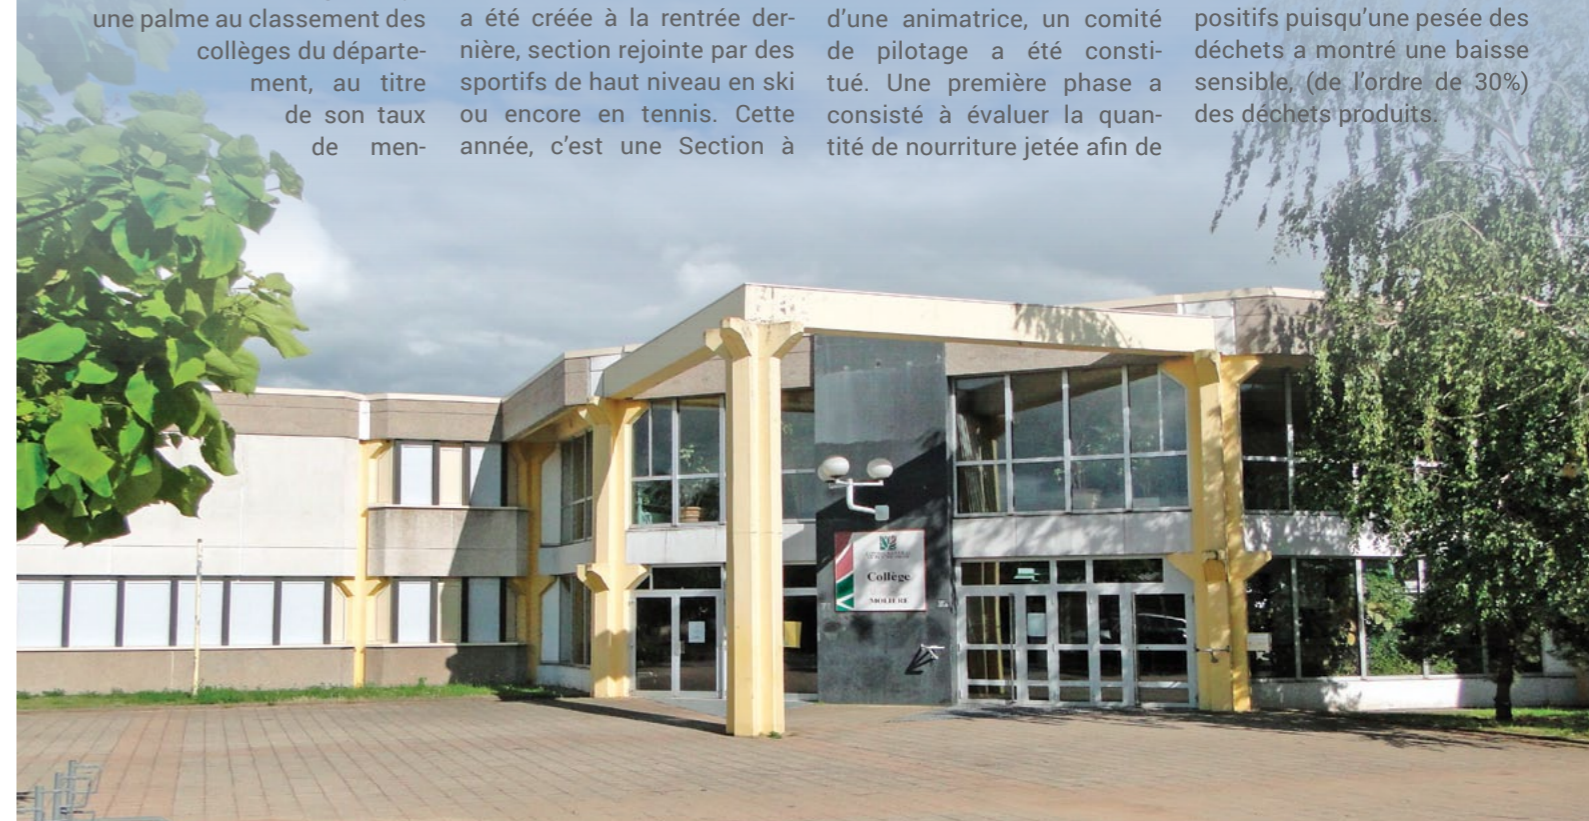 une palme au classement des
collèges du départe-
ment, au titre
de son taux
de men-
a été créée à la rentrée der-
nière, section rejointe par des
sportifs de haut niveau en ski
ou encore en tennis. Cette
année, c'est une Section à
d'une animatrice, un comité
de pilotage a été consti-
tué. Une première phase a
consisté à évaluer la quan-
tité de nourriture jetée afin de
positifs puisqu'une pesée des
déchets a montré une baisse
sensible, (de l'ordre de 30%)
des déchets produits.
Collège
MOLIERE